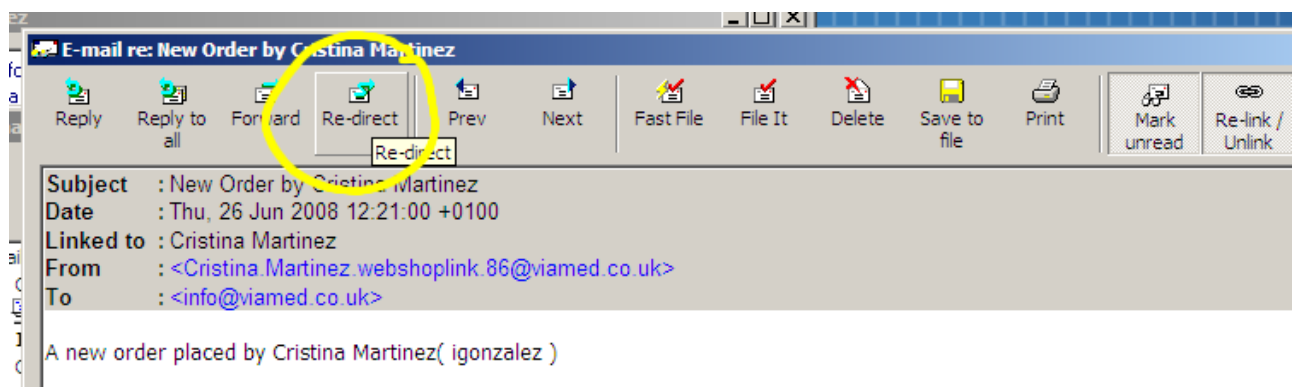 E-mail re: New Order by Cristina Martinez
Reply
Reply to all
Forward
Re-direct
Prev
Next
Fast File
File It
Delete
Save to file
Print
Mark unread
Re-link / Unlink
Re-direct
Subject : New Order by Cristina Martinez
Date : Thu, 26 Jun 2008 12:21:00 +0100
Linked to : Cristina Martinez
From : <Cristina.Martinez.webshoplink.86@viamed.co.uk>
To : <info@viamed.co.uk>
A new order placed by Cristina Martinez( igonzalez )